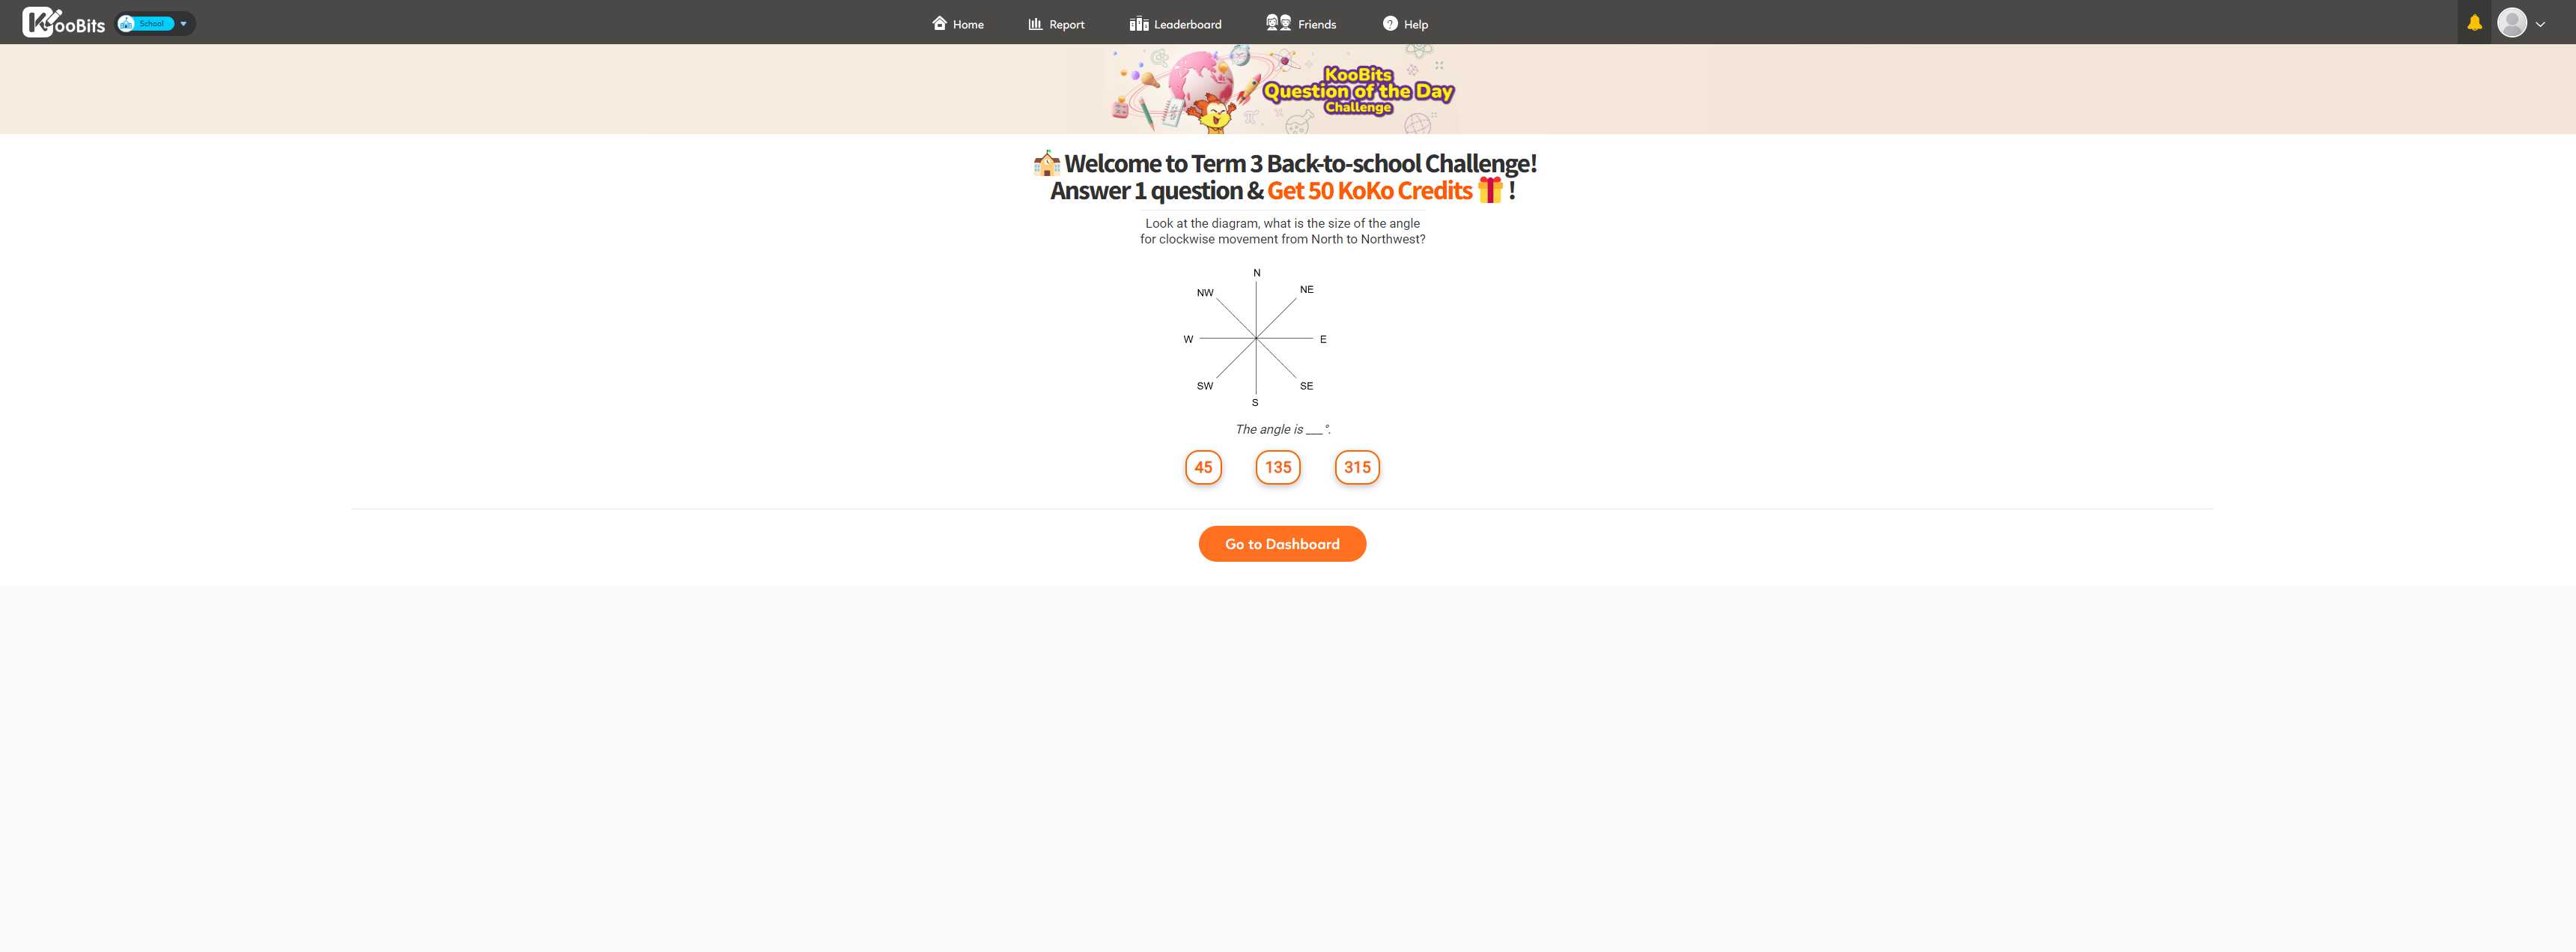 KooBits
School
Home
Report
Leaderboard
Friends
? Help
KooBits
Question of the Day
Challenge
Welcome to Term 3 Back-to-school Challenge!
Answer 1 question & Get 50 KoKo Credits !
Look at the diagram, what is the size of the angle
for clockwise movement from North to Northwest?
N
NW
NE
W
E
SW
SE
S
The angle is ___°.
45
135
315
Go to Dashboard